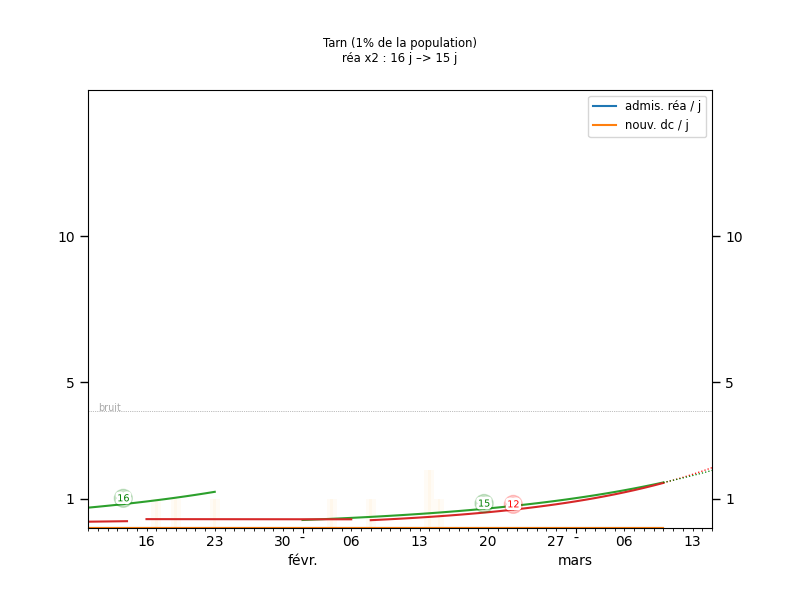 Tarn (1% de la population)
réa x2 : 16 j –> 15 j
admis. réa / j
nouv. dc / j
10
10
5
5
bruit
16
15
12
1
1
16
23
30
-
06
13
20
27
-
06
13
févr.
mars